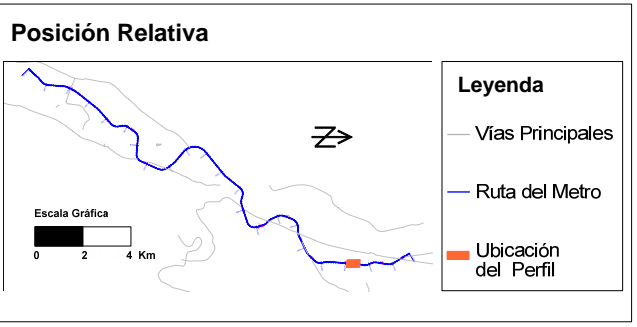 Posición Relativa
Z
Escala Gráfica
0 2 4 Km
Leyenda
Vías Principales
Ruta del Metro
Ubicación
del Perfil